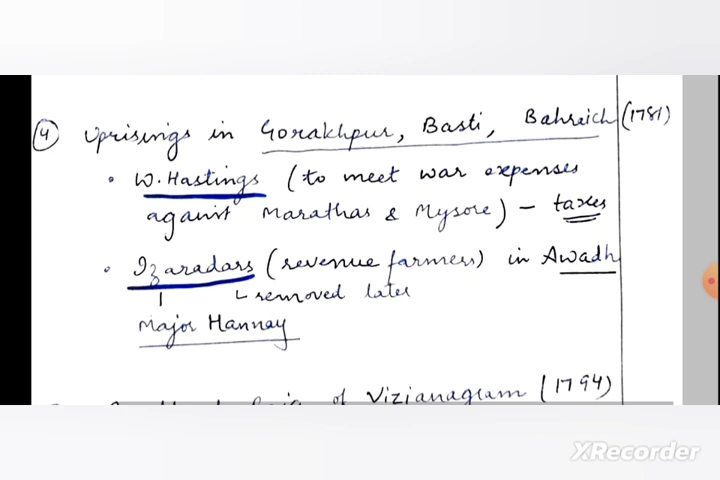 ④ Uprisings in Gorakhpur, Basti, Bahraich (1781)
• W. Hastings (to meet war expenses
against Marathas & Mysore) – taxes
• Izaradars (revenue farmers) in Awadh
└ removed later
Major Hannay
of Vizianagram (1794)
XRecorder